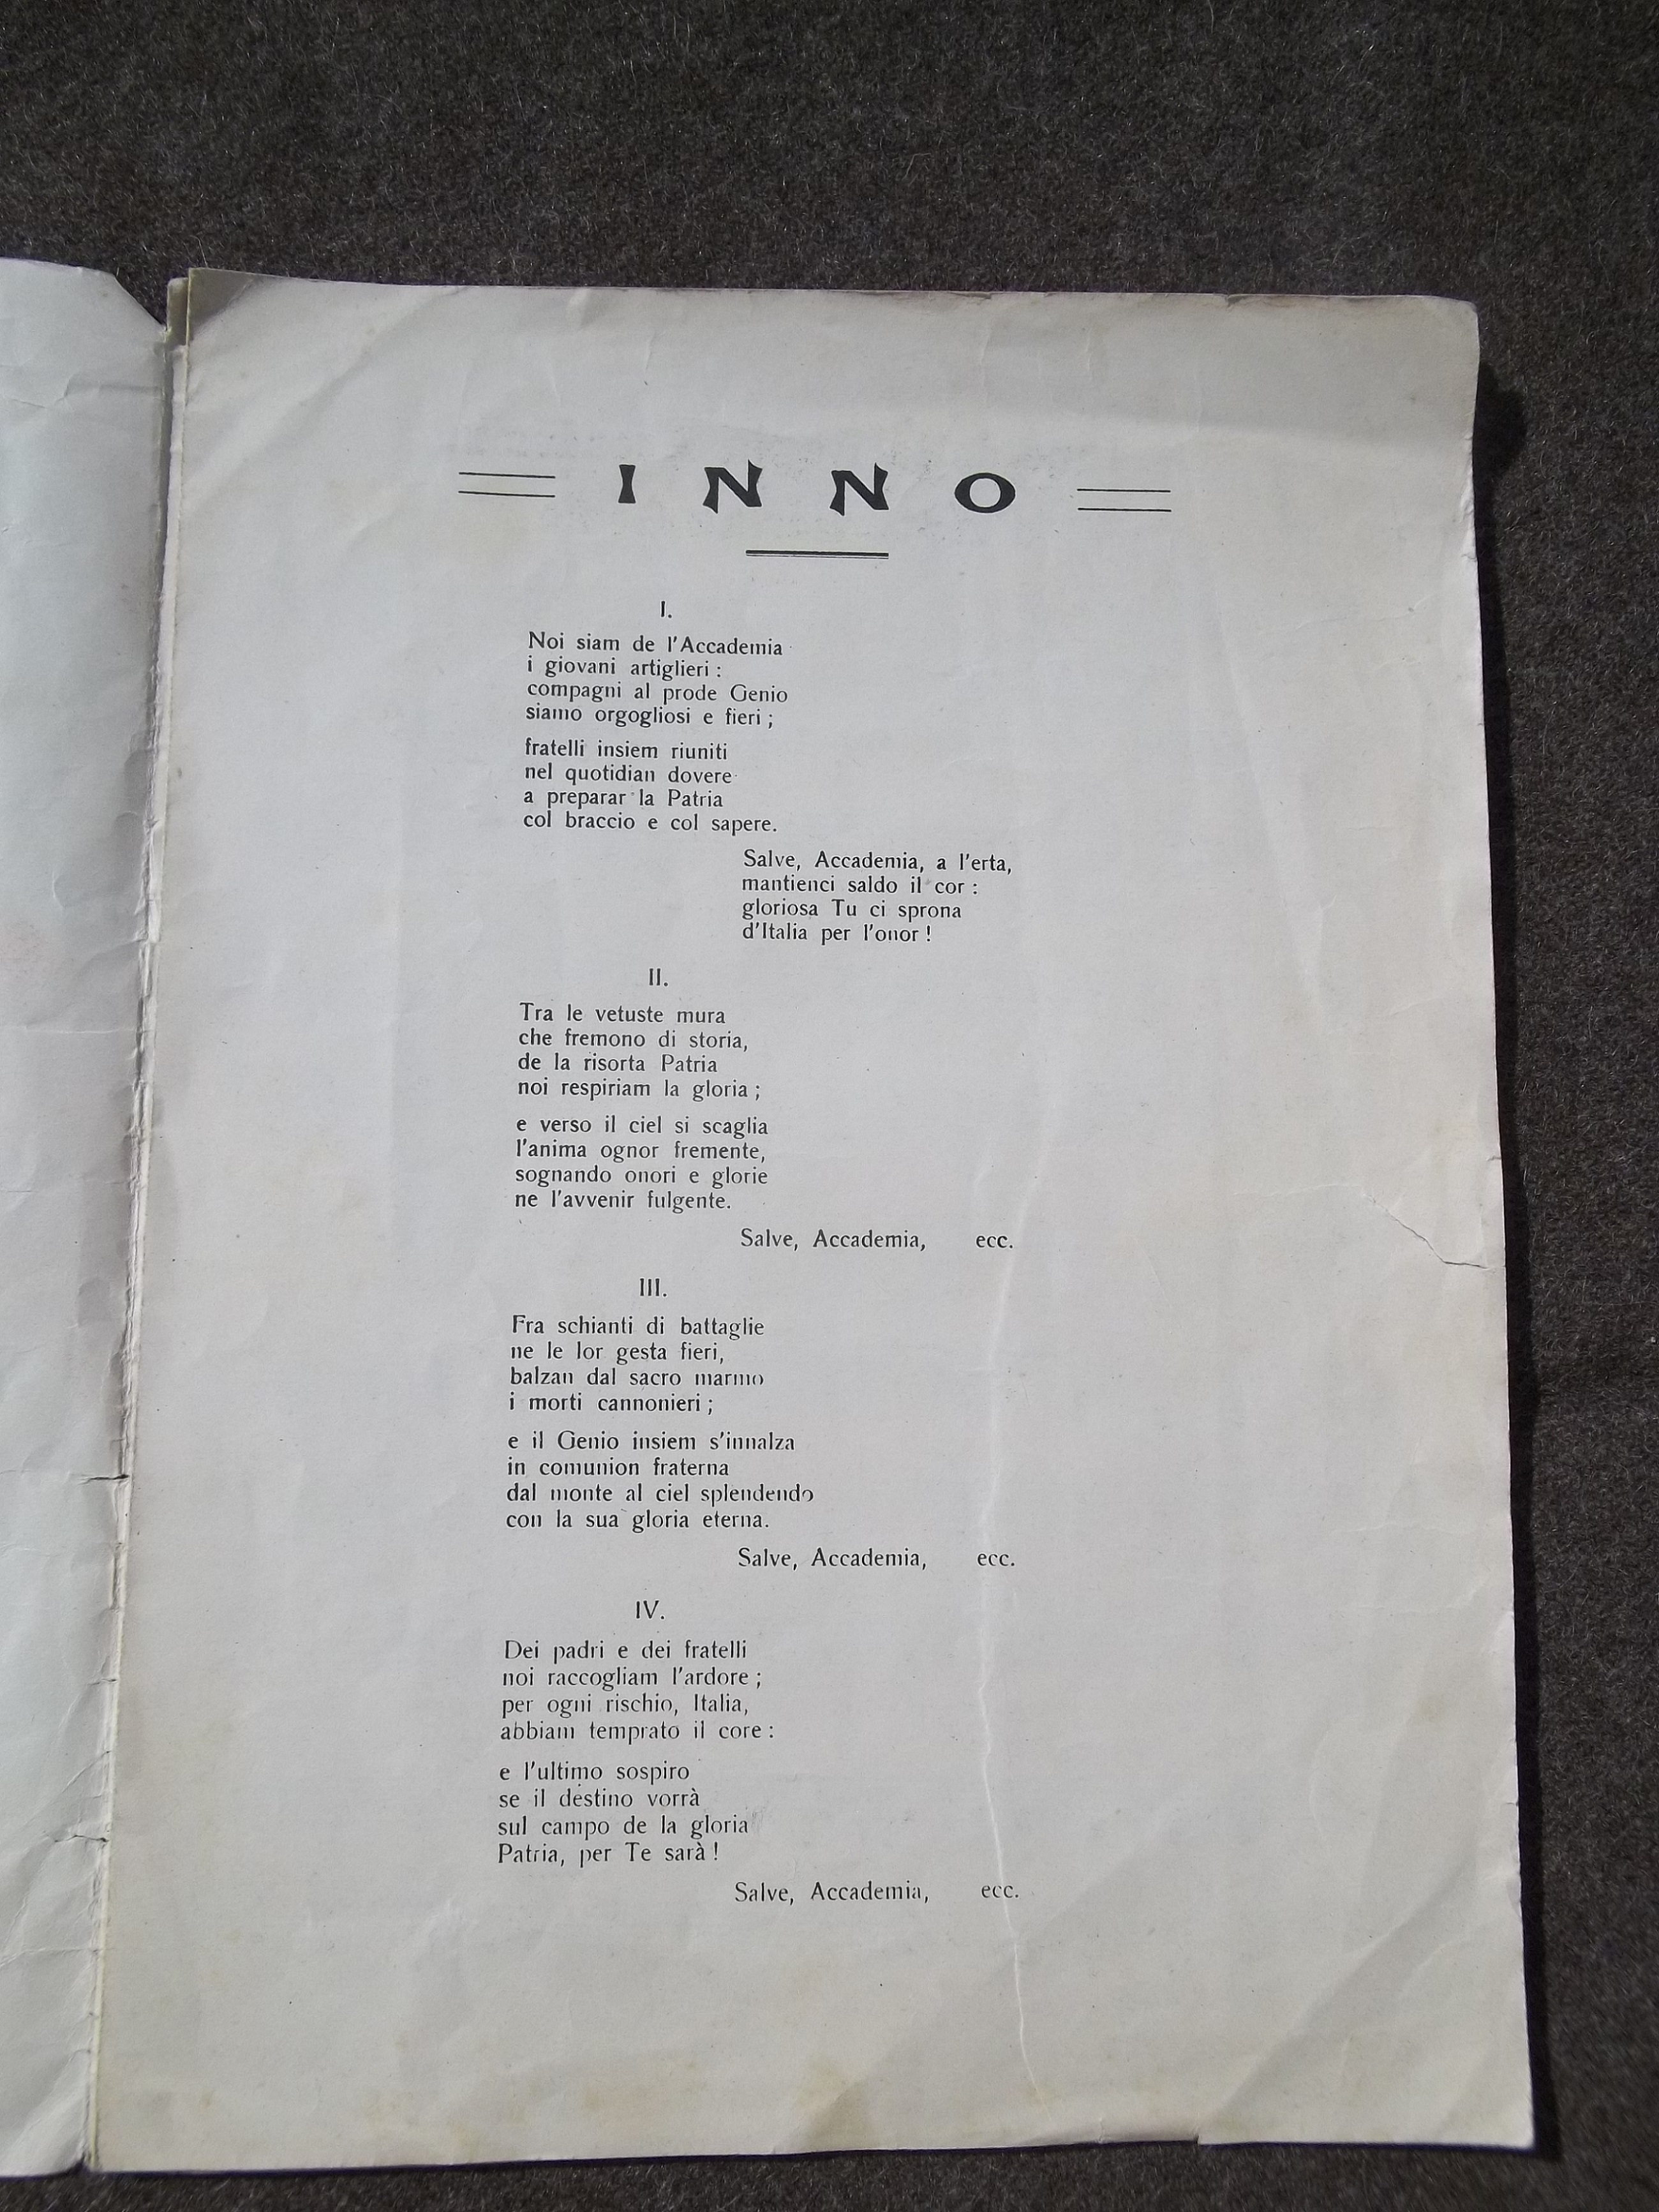 INNO
I.
Noi siam de l'Accademia
i giovani artiglieri :
compagni al prode Genio
siamo orgogliosi e fieri ;
fratelli insiem riuniti
nel quotidian dovere
a preparar la Patria
col braccio e col sapere.
Salve, Accademia, a l'erta,
mantienci saldo il cor :
gloriosa Tu ci sprona
d'Italia per l'onor !
II.
Tra le vetuste mura
che fremono di storia,
de la risorta Patria
noi respiriam la gloria ;
e verso il ciel si scaglia
l'anima ognor fremente,
sognando onori e glorie
ne l'avvenir fulgente.
Salve, Accademia, ecc.
III.
Fra schianti di battaglie
ne le lor gesta fieri,
balzan dal sacro marmo
i morti cannonieri ;
e il Genio insiem s'innalza
in comunion fraterna
dal monte al ciel splendendo
con la sua gloria eterna.
Salve, Accademia, ecc.
IV.
Dei padri e dei fratelli
noi raccogliam l'ardore ;
per ogni rischio, Italia,
abbiam temprato il core :
e l'ultimo sospiro
se il destino vorrà
sul campo de la gloria
Patria, per Te sarà !
Salve, Accademia, ecc.